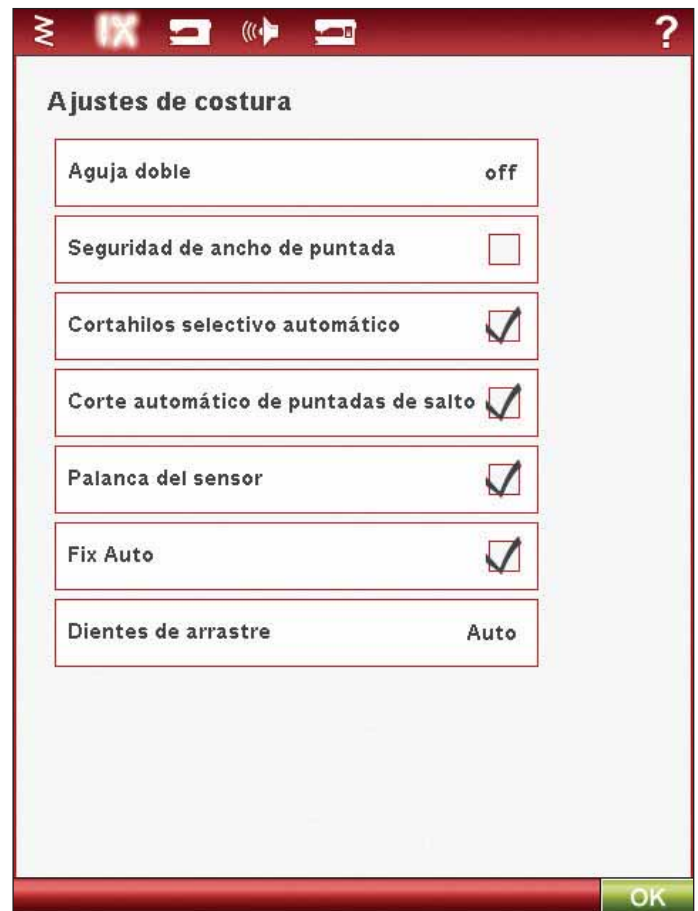 ?
Ajustes de costura
Aguja doble off
Seguridad de ancho de puntada
Cortahilos selectivo automático
Corte automático de puntadas de salto
Palanca del sensor
Fix Auto
Dientes de arrastre Auto
OK